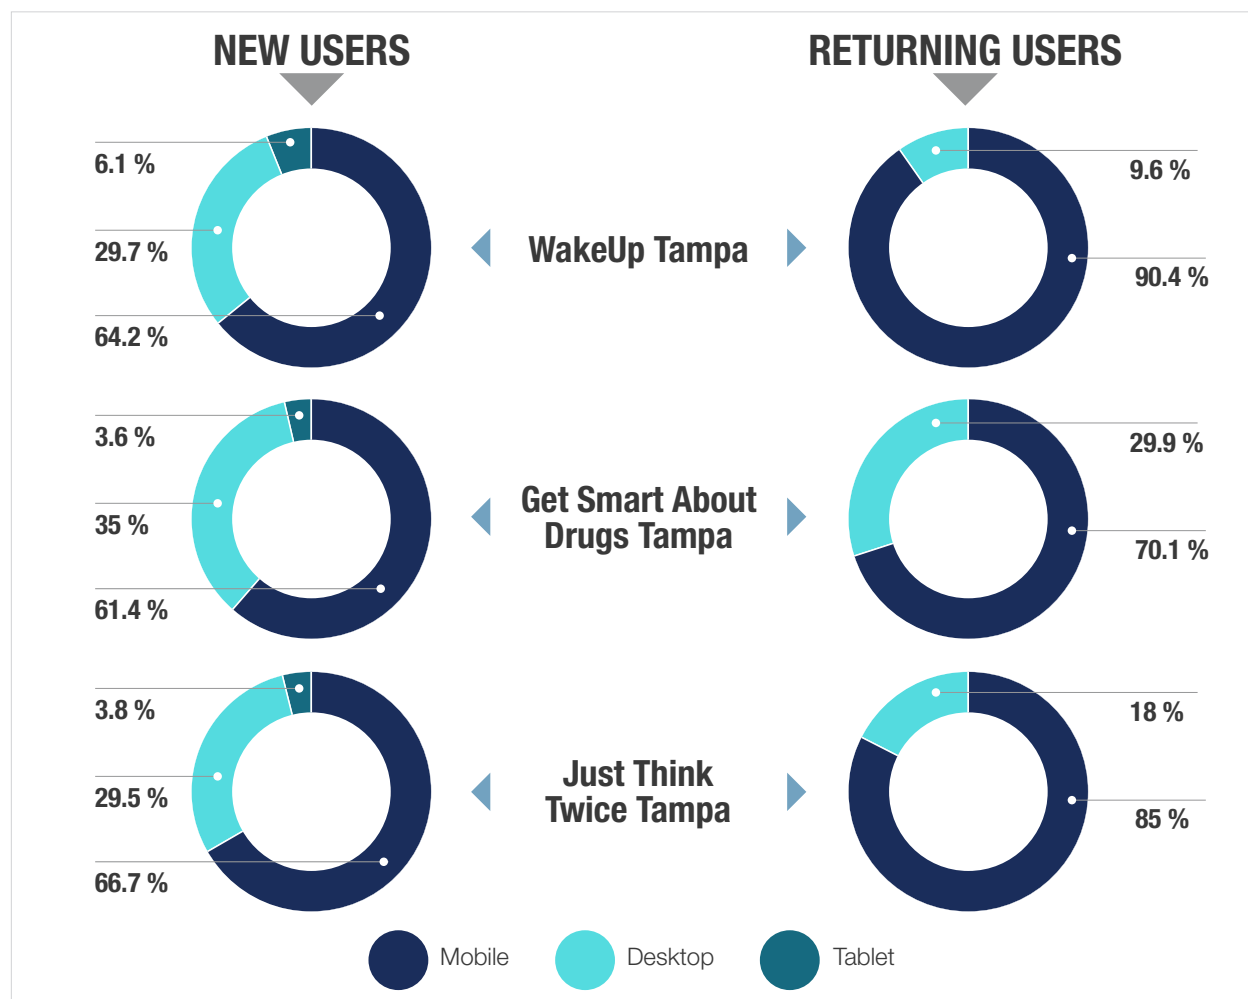 NEW USERS
RETURNING USERS
6.1 %
29.7 %
64.2 %
WakeUp Tampa
9.6 %
90.4 %
3.6 %
35 %
61.4 %
Get Smart About
Drugs Tampa
29.9 %
70.1 %
3.8 %
29.5 %
66.7 %
Just Think
Twice Tampa
18 %
85 %
Mobile
Desktop
Tablet